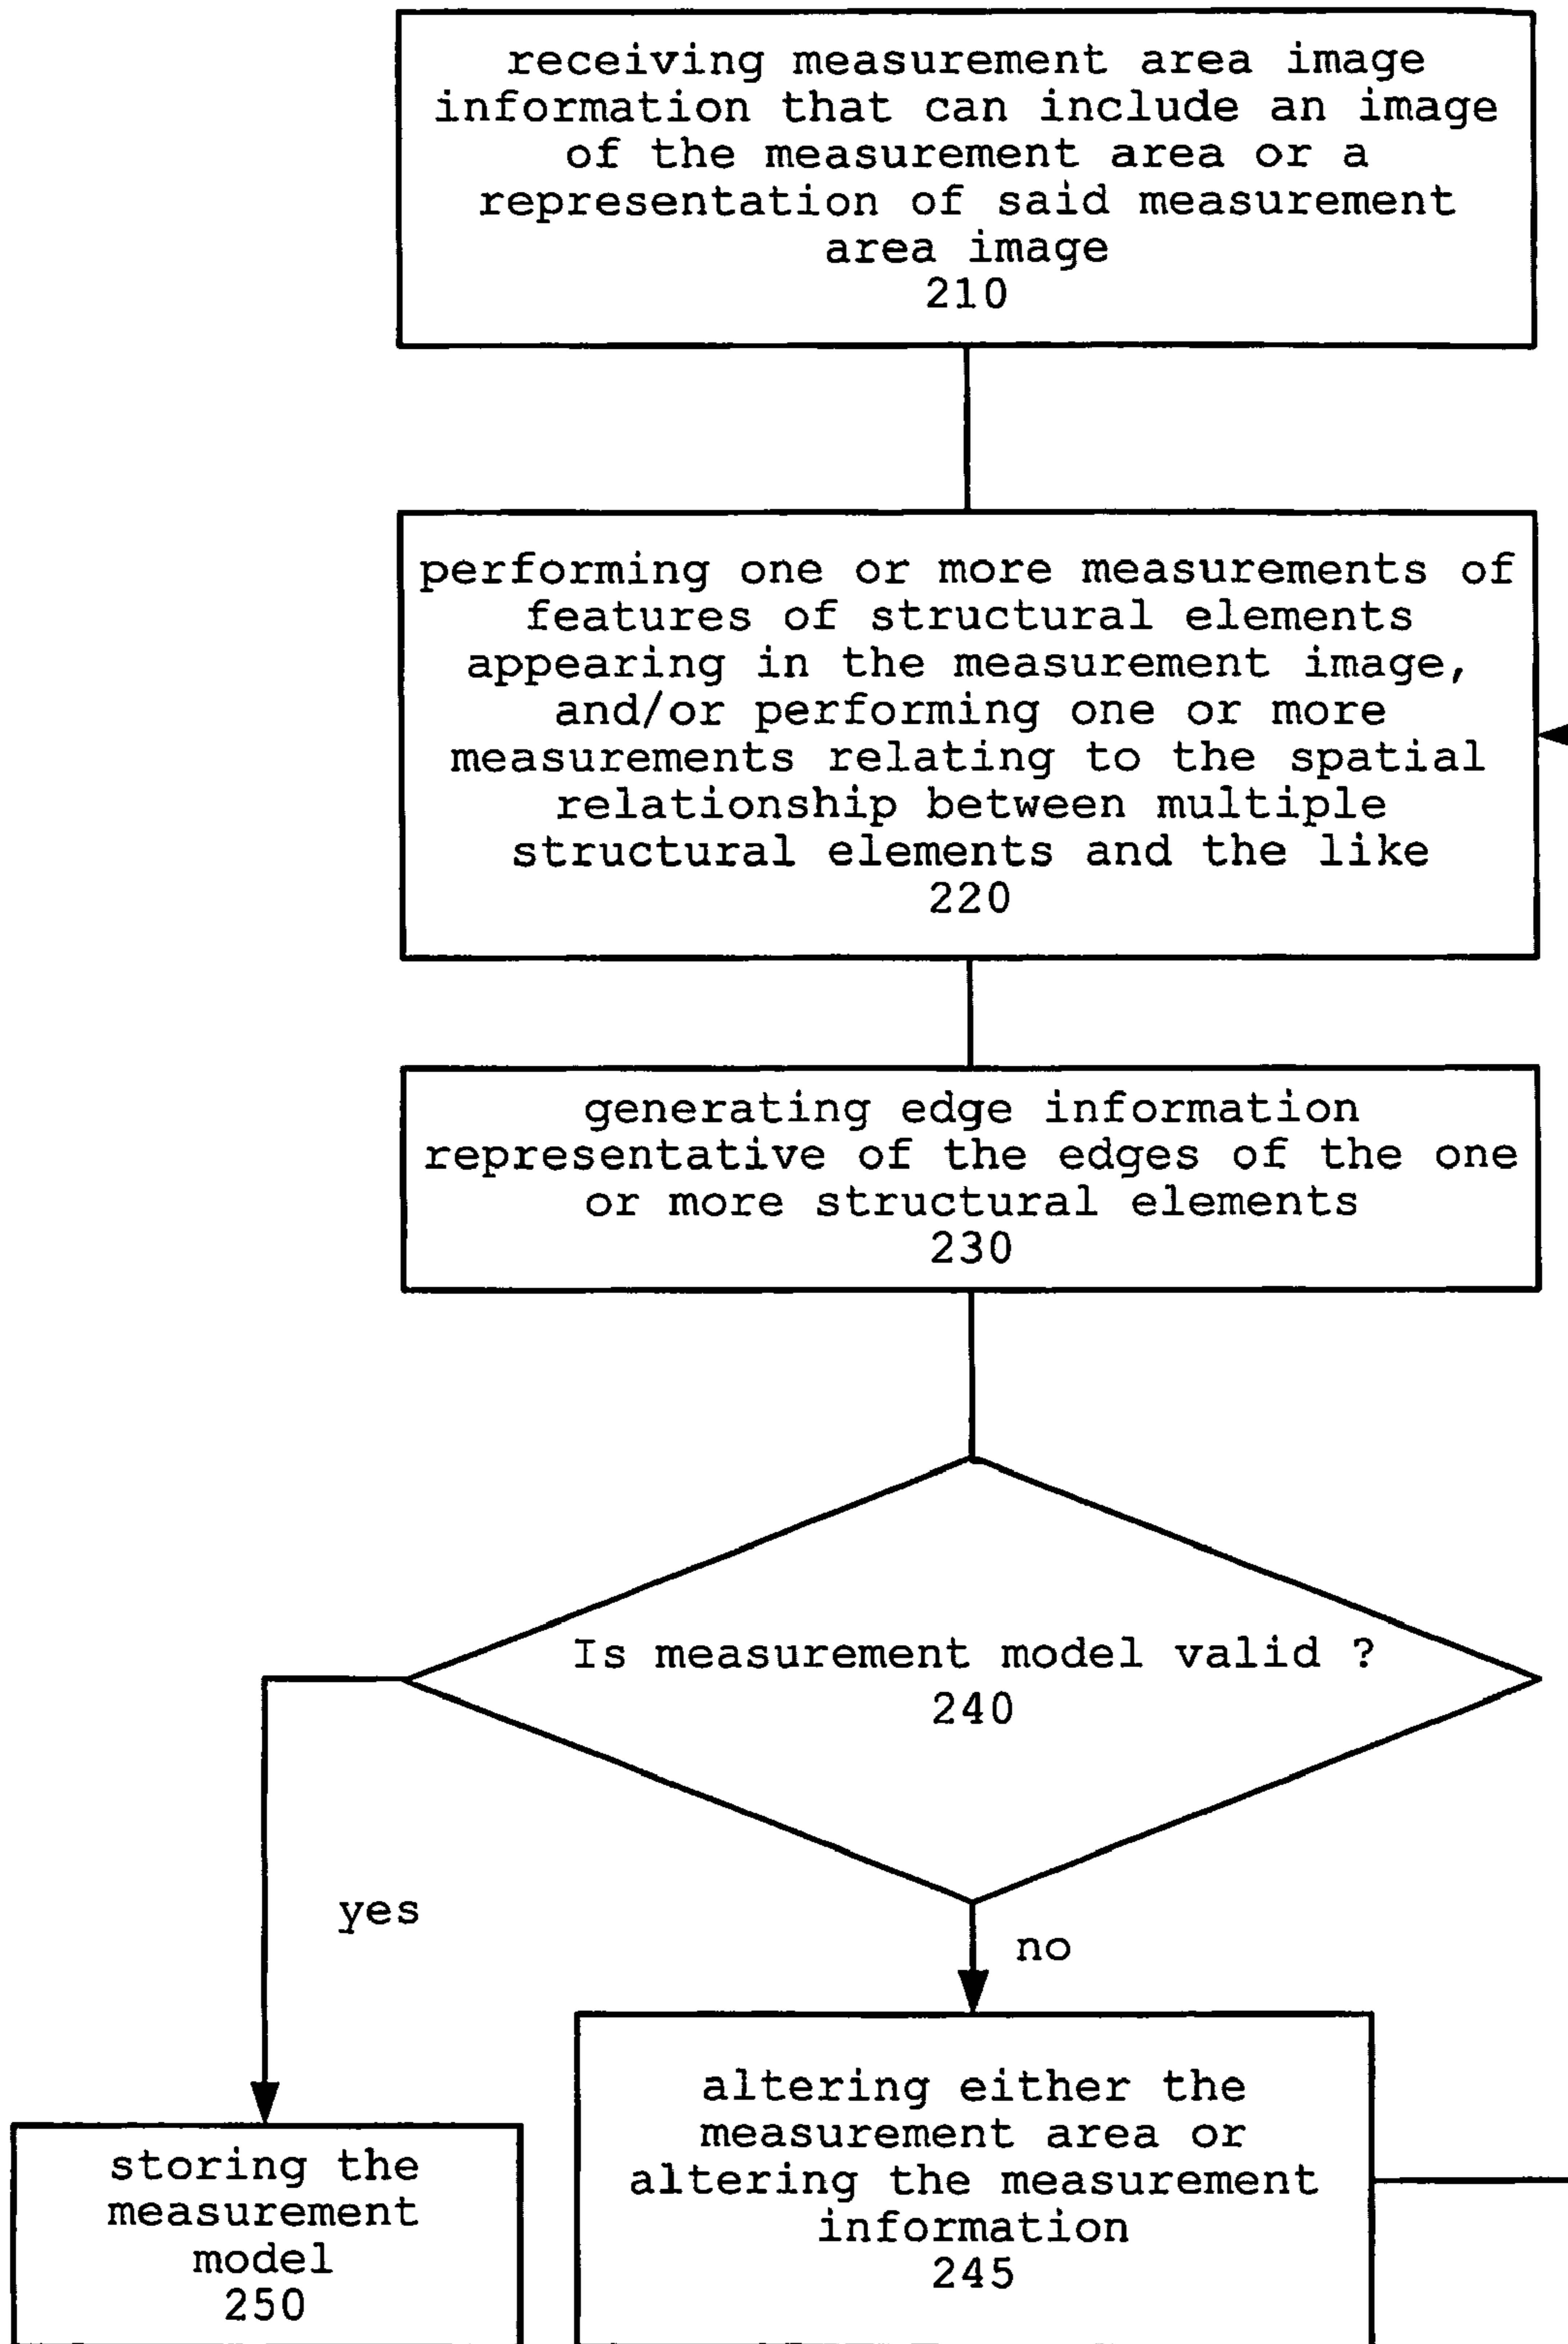 receiving measurement area image
information that can include an image
of the measurement area or a
representation of said measurement
area image
210
performing one or more measurements of
features of structural elements
appearing in the measurement image,
and/or performing one or more
measurements relating to the spatial
relationship between multiple
structural elements and the like
220
generating edge information
representative of the edges of the one
or more structural elements
230
Is measurement model valid ?
240
yes
no
storing the
measurement
model
250
altering either the
measurement area or
altering the measurement
information
245